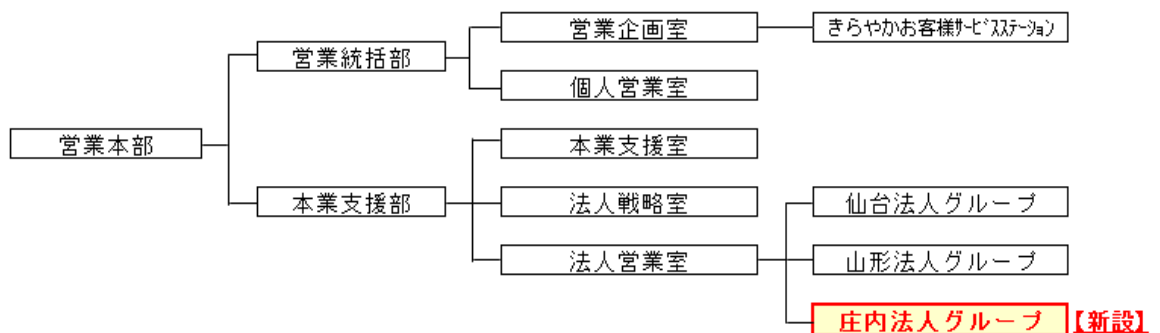 営業企画室
きらやかお客様ｻｰﾋﾞｽｽﾃｰｼｮﾝ
営業統括部
個人営業室
営業本部
本業支援室
本業支援部
法人戦略室
仙台法人グループ
法人営業室
山形法人グループ
庄内法人グループ【新設】